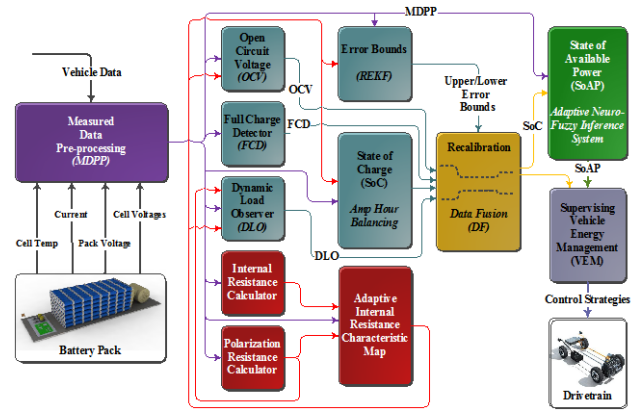 MDPP
Vehicle Data
Measured
Data
Pre-processing
(MDPP)
Cell Temp
Current
Pack Voltage
Cell Voltages
Battery Pack
Open
Circuit
Voltage
(OCV)
OCV
Full Charge
Detector
(FCD)
FCD
Dynamic
Load
Observer
(DLO)
DLO
Internal
Resistance
Calculator
Polarization
Resistance
Calculator
Error Bounds
(REKF)
State of
Charge
(SoC)
Amp Hour
Balancing
Adaptive
Internal
Resistance
Characteristic
Map
Upper/Lower
Error
Bounds
Recalibration
Data Fusion
(DF)
SoC
State of
Available
Power
(SoAP)
Adaptive Neuro-
Fuzzy Inference
System
SoAP
Supervising
Vehicle
Energy
Management
(VEM)
Control Strategies
Drivetrain